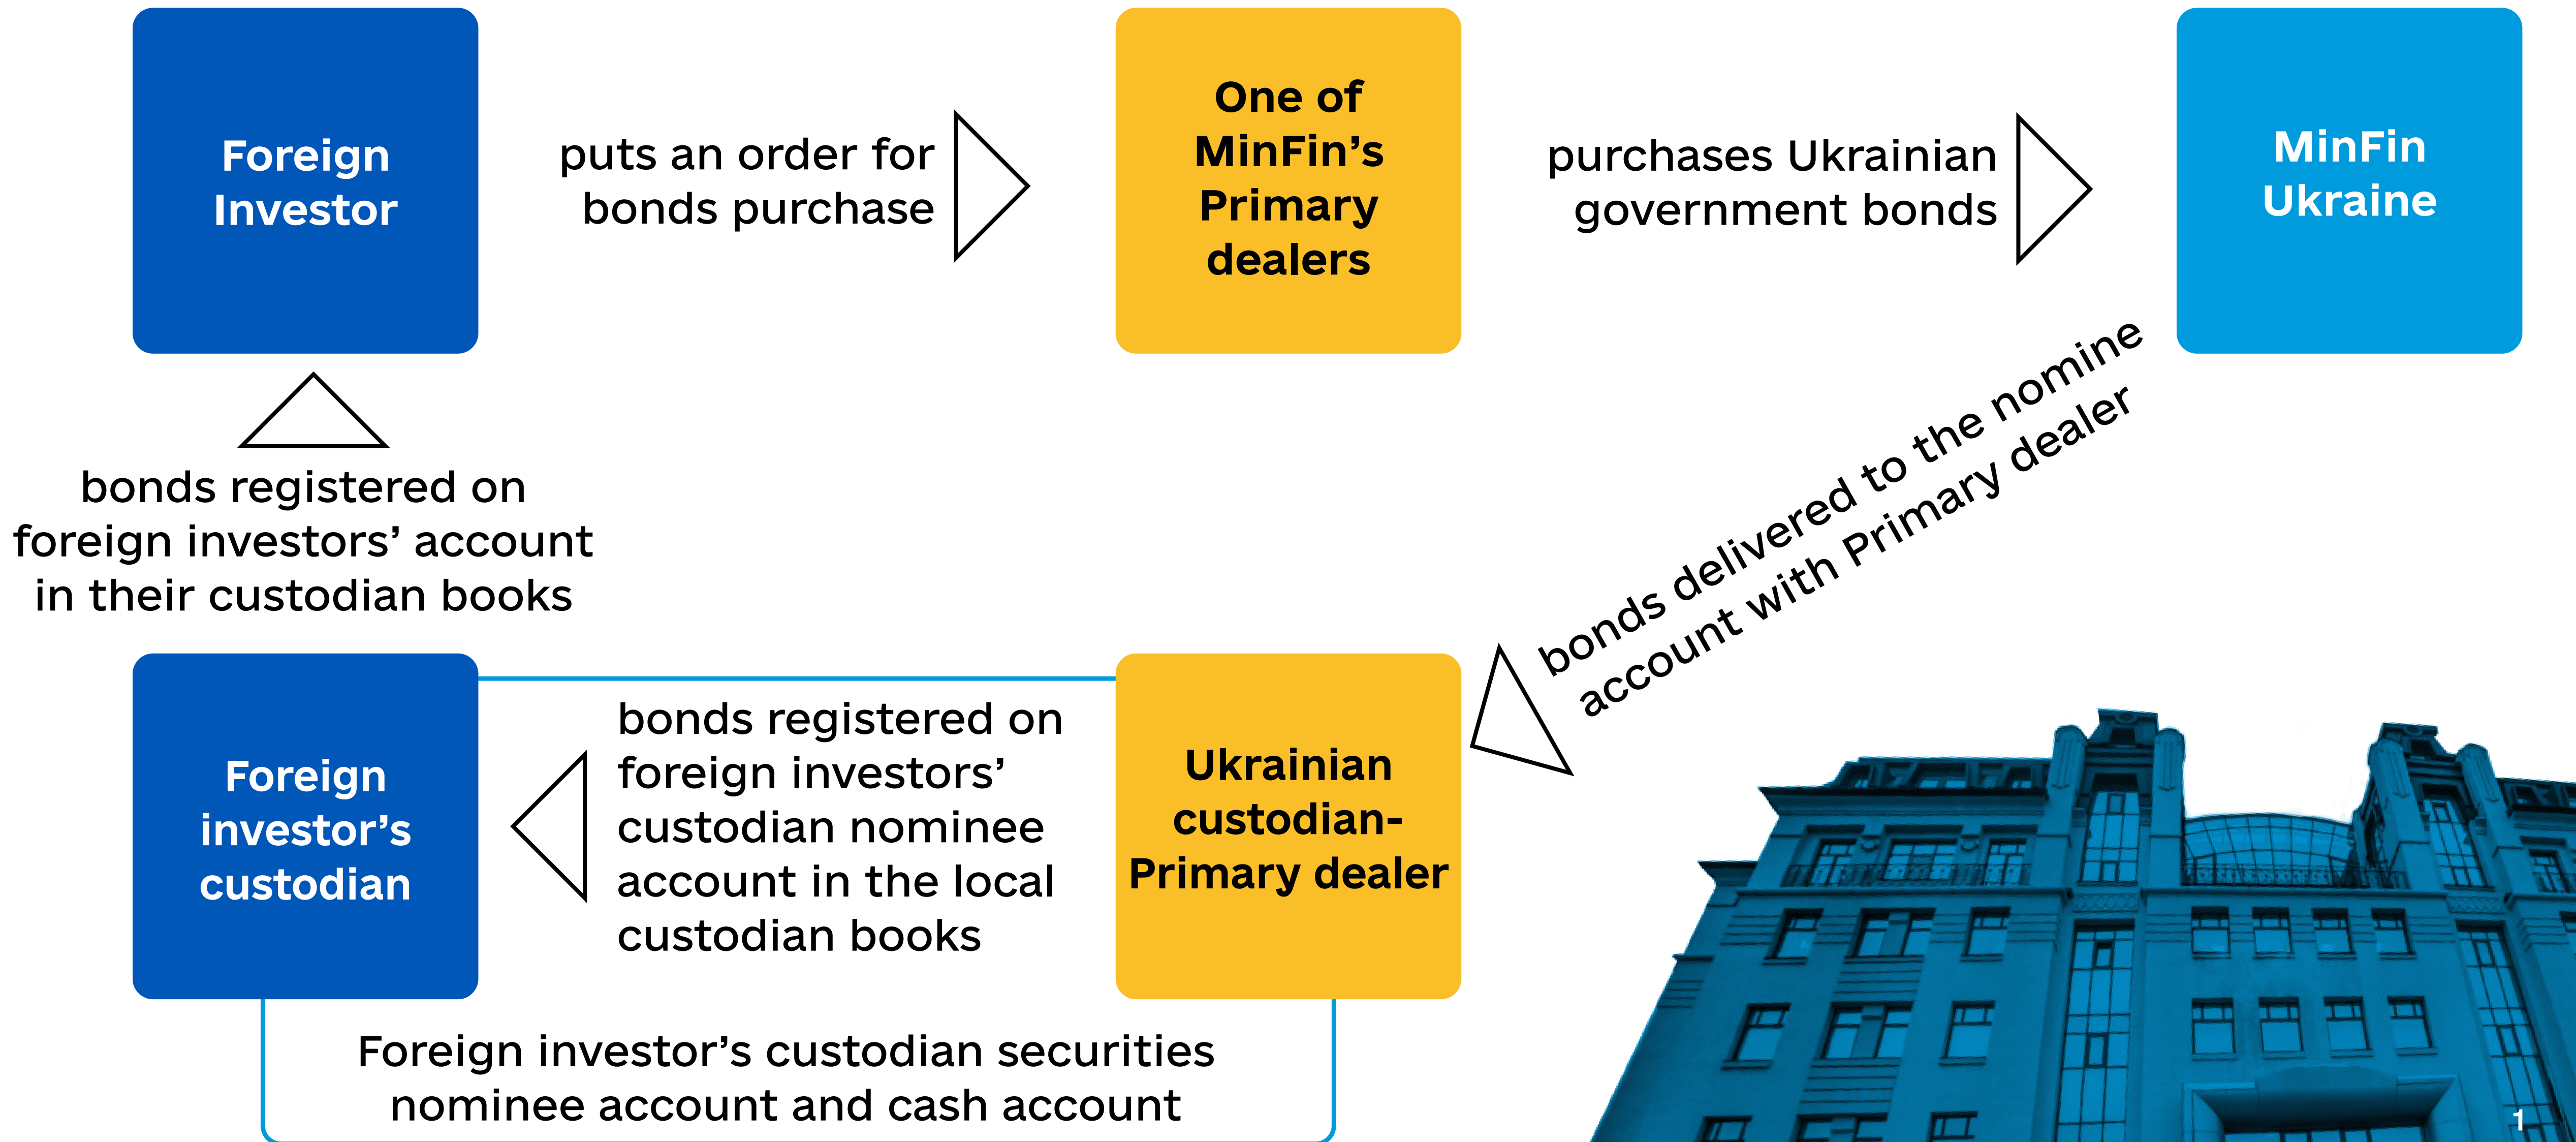 Foreign
Investor
puts an order for
bonds purchase
One of
MinFin’s
Primary
dealers
purchases Ukrainian
government bonds
MinFin
Ukraine
bonds delivered to the nomine
account with Primary dealer
bonds registered on
foreign investors’ account
in their custodian books
Foreign
investor’s
custodian
bonds registered on
foreign investors’
custodian nominee
account in the local
custodian books
Ukrainian
custodian-
Primary dealer
Foreign investor’s custodian securities
nominee account and cash account
1